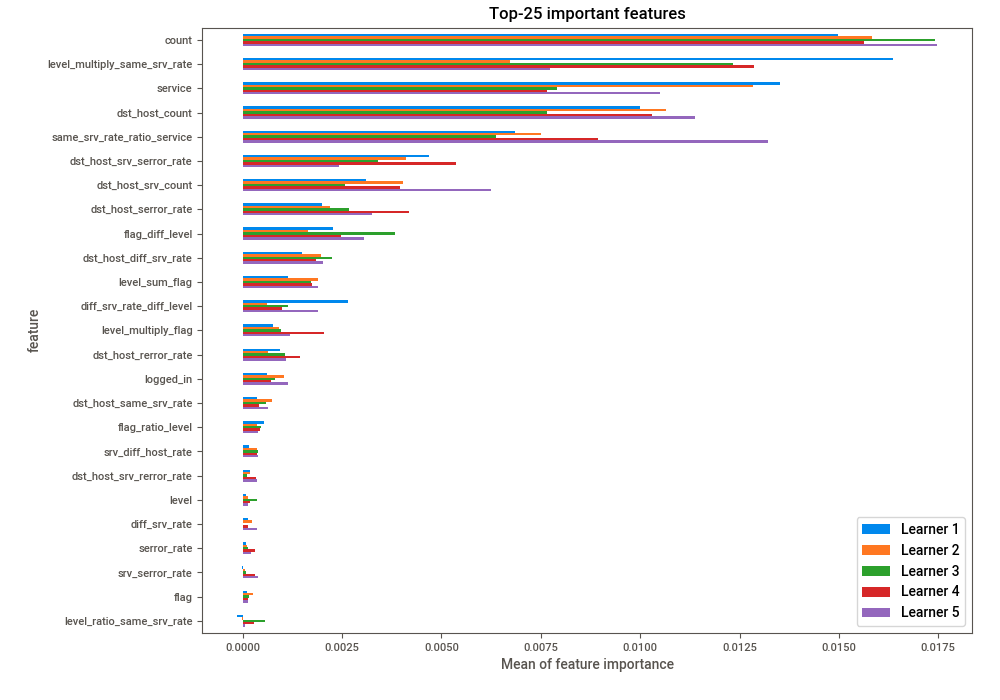 Top-25 important features
count
level_multiply_same_srv_rate
service
dst_host_count
same_srv_rate_ratio_service
dst_host_srv_serror_rate
dst_host_srv_count
dst_host_serror_rate
flag_diff_level
dst_host_diff_srv_rate
level_sum_flag
diff_srv_rate_diff_level
level_multiply_flag
dst_host_rerror_rate
logged_in
dst_host_same_srv_rate
flag_ratio_level
srv_diff_host_rate
dst_host_srv_rerror_rate
level
diff_srv_rate
serror_rate
srv_serror_rate
flag
level_ratio_same_srv_rate
feature
Learner 1
Learner 2
Learner 3
Learner 4
Learner 5
0.0000 0.0025 0.0050 0.0075 0.0100 0.0125 0.0150 0.0175
Mean of feature importance